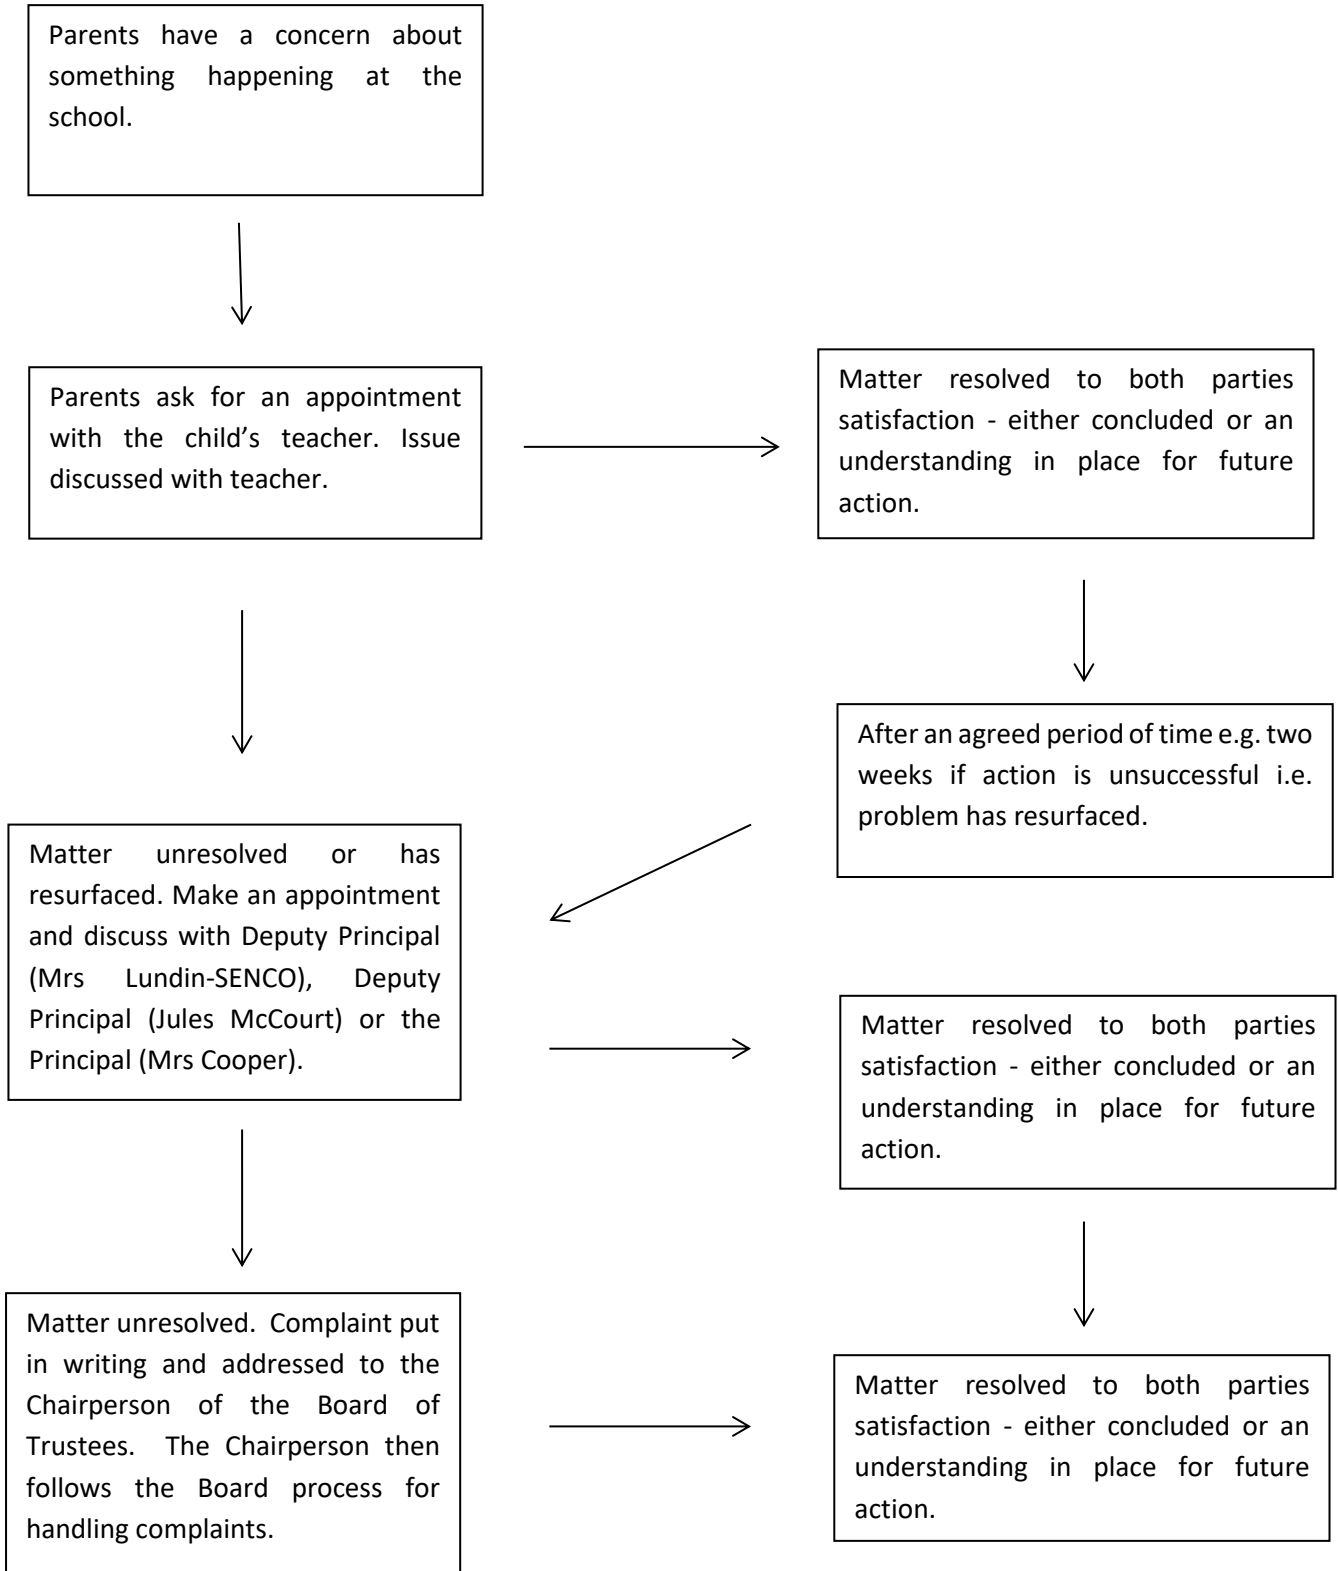 Parents have a concern about
something happening at the
school.
Parents ask for an appointment
with the child’s teacher. Issue
discussed with teacher.
Matter resolved to both parties
satisfaction - either concluded or an
understanding in place for future
action.
After an agreed period of time e.g. two
weeks if action is unsuccessful i.e.
problem has resurfaced.
Matter unresolved or has
resurfaced. Make an appointment
and discuss with Deputy Principal
(Mrs Lundin-SENCO), Deputy
Principal (Jules McCourt) or the
Principal (Mrs Cooper).
Matter resolved to both parties
satisfaction - either concluded or an
understanding in place for future
action.
Matter unresolved. Complaint put
in writing and addressed to the
Chairperson of the Board of
Trustees. The Chairperson then
follows the Board process for
handling complaints.
Matter resolved to both parties
satisfaction - either concluded or an
understanding in place for future
action.